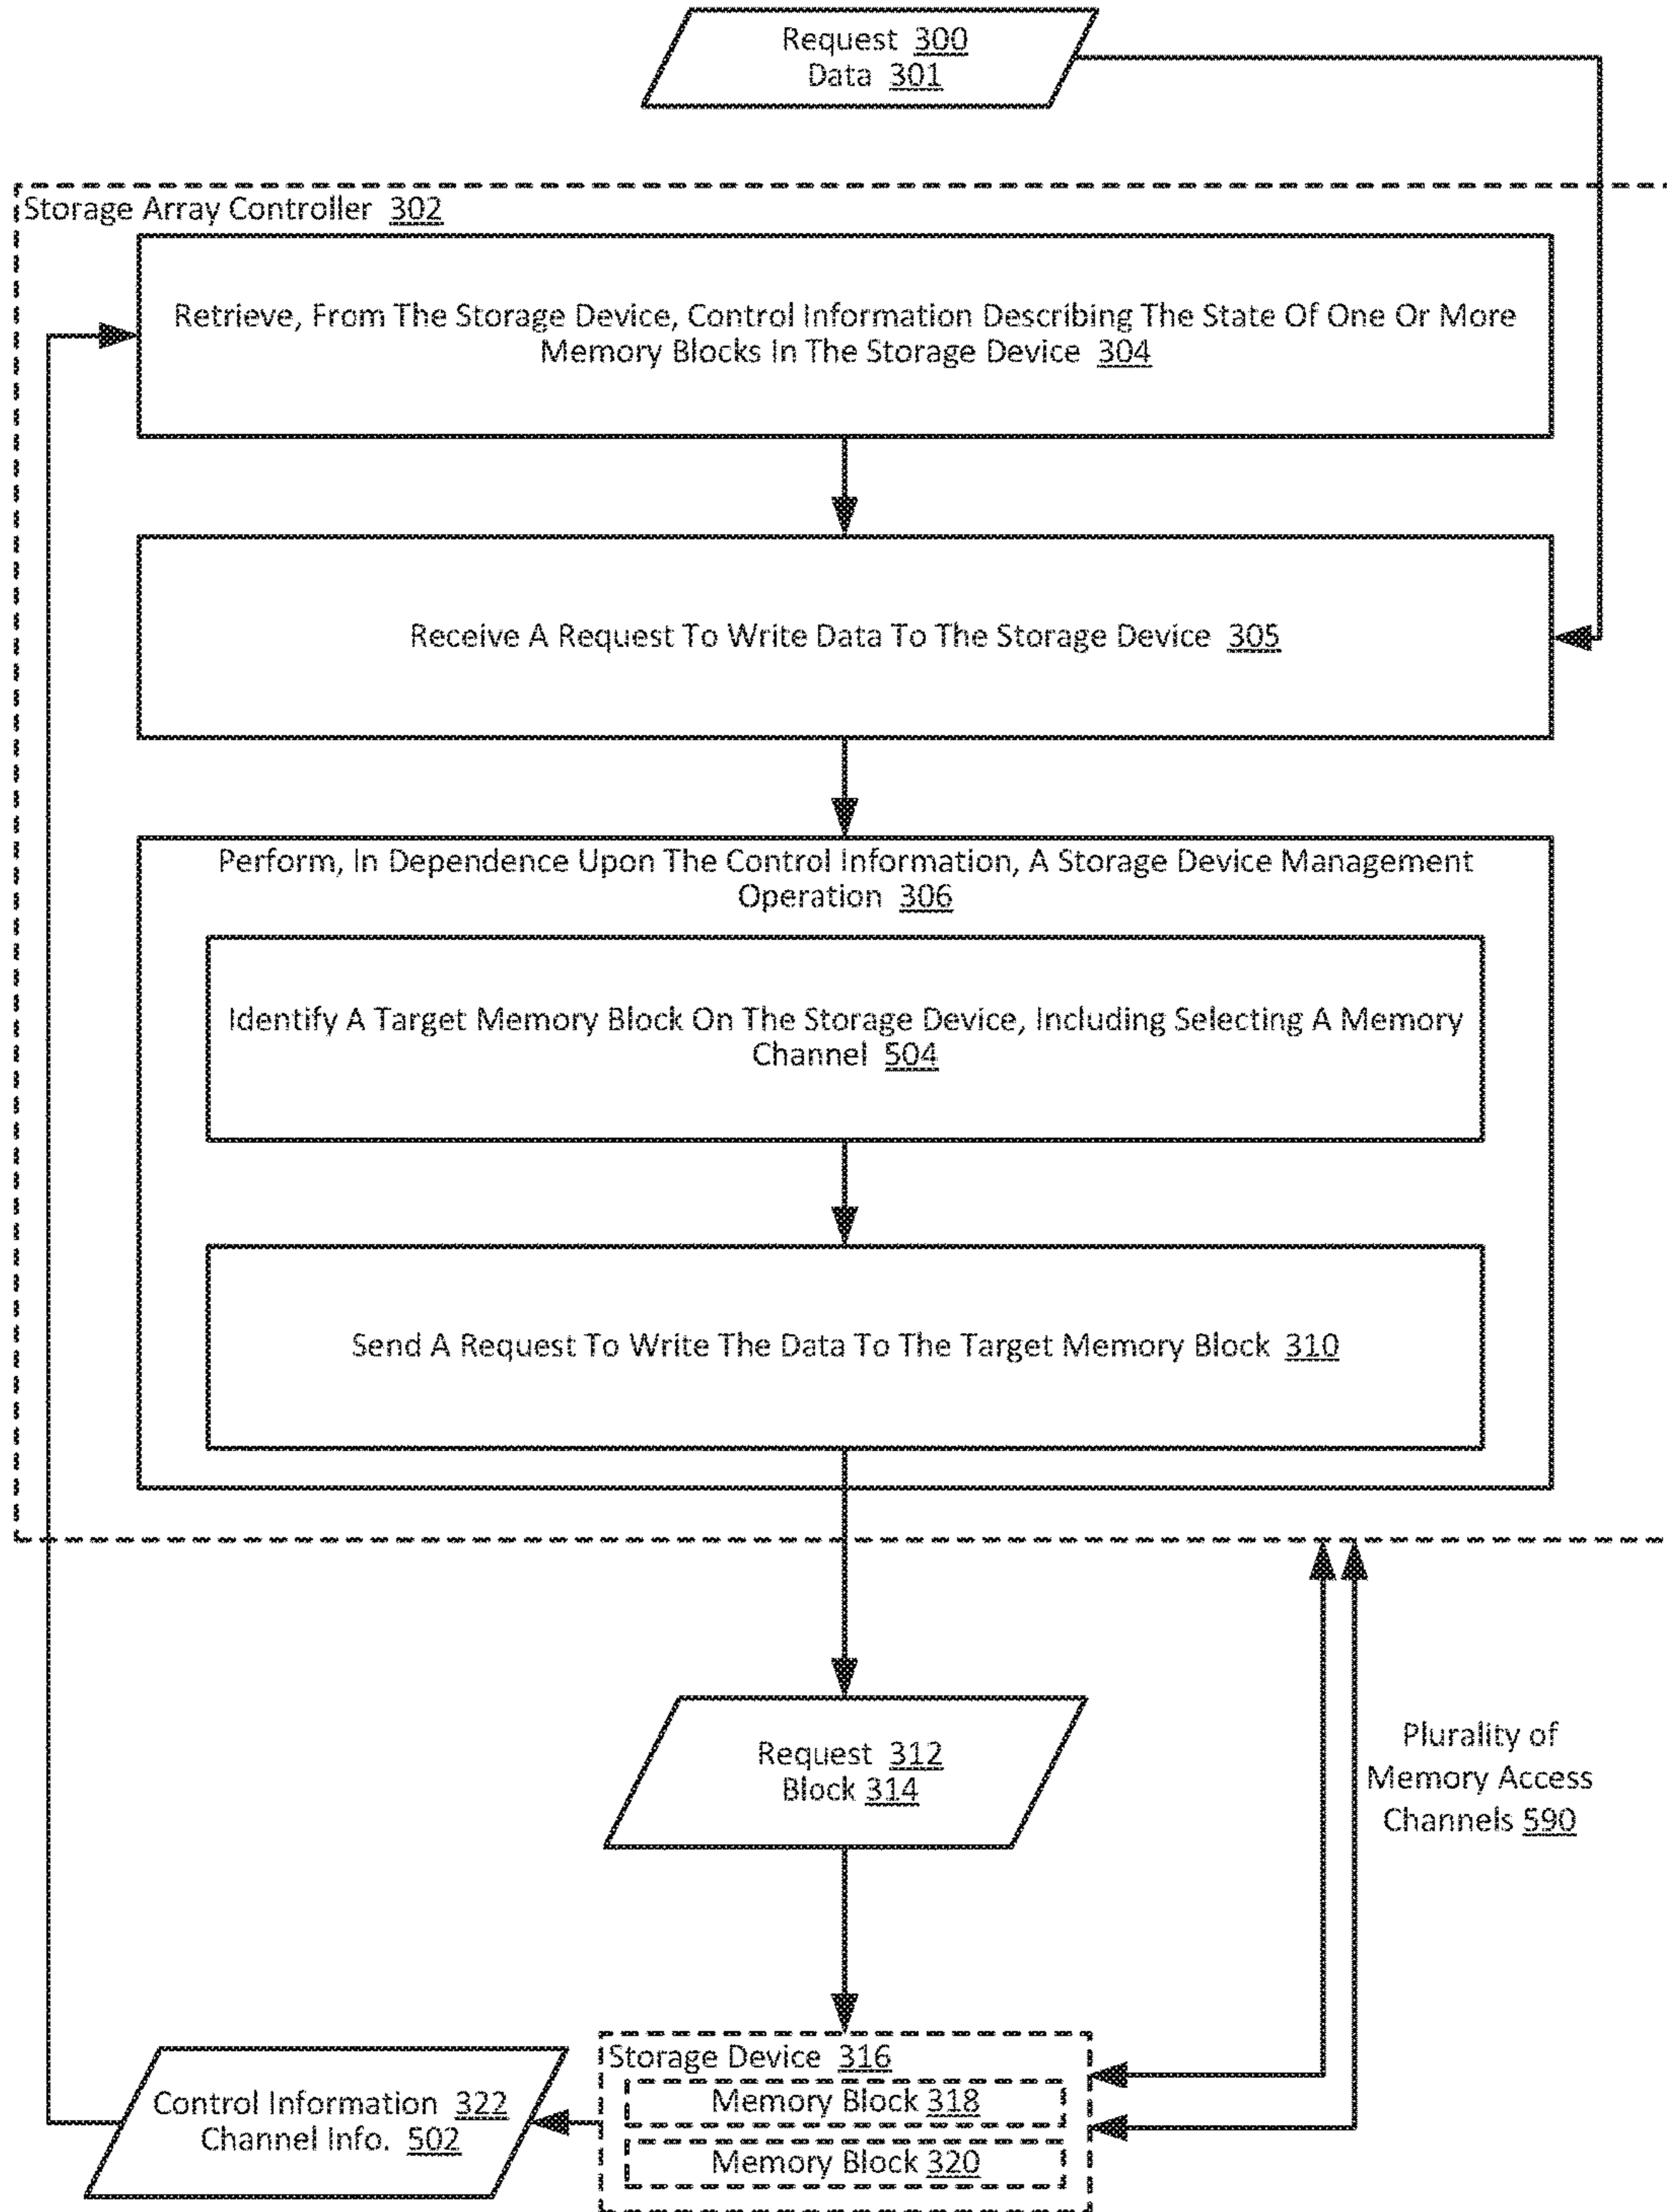 Request 300
Data 301
Storage Array Controller 302
Retrieve, From The Storage Device, Control Information Describing The State Of One Or More
Memory Blocks In The Storage Device 304
Receive A Request To Write Data To The Storage Device 305
Perform, In Dependence Upon The Control Information, A Storage Device Management
Operation 306
Identify A Target Memory Block On The Storage Device, Including Selecting A Memory
Channel 504
Send A Request To Write The Data To The Target Memory Block 310
Request 312
Block 314
Plurality of
Memory Access
Channels 590
Storage Device 316
Memory Block 318
Memory Block 320
Control Information 322
Channel Info. 502